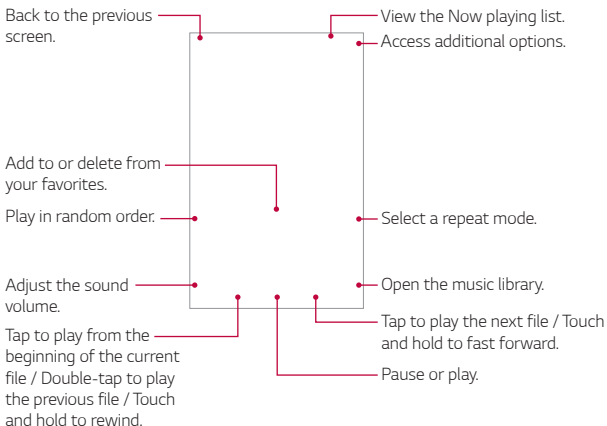 Back to the previous
screen.
View the Now playing list.
Access additional options.
Add to or delete from
your favorites.
Play in random order.
Select a repeat mode.
Adjust the sound
volume.
Open the music library.
Tap to play from the
beginning of the current
file / Double-tap to play
the previous file / Touch
and hold to rewind.
Tap to play the next file / Touch
and hold to fast forward.
Pause or play.